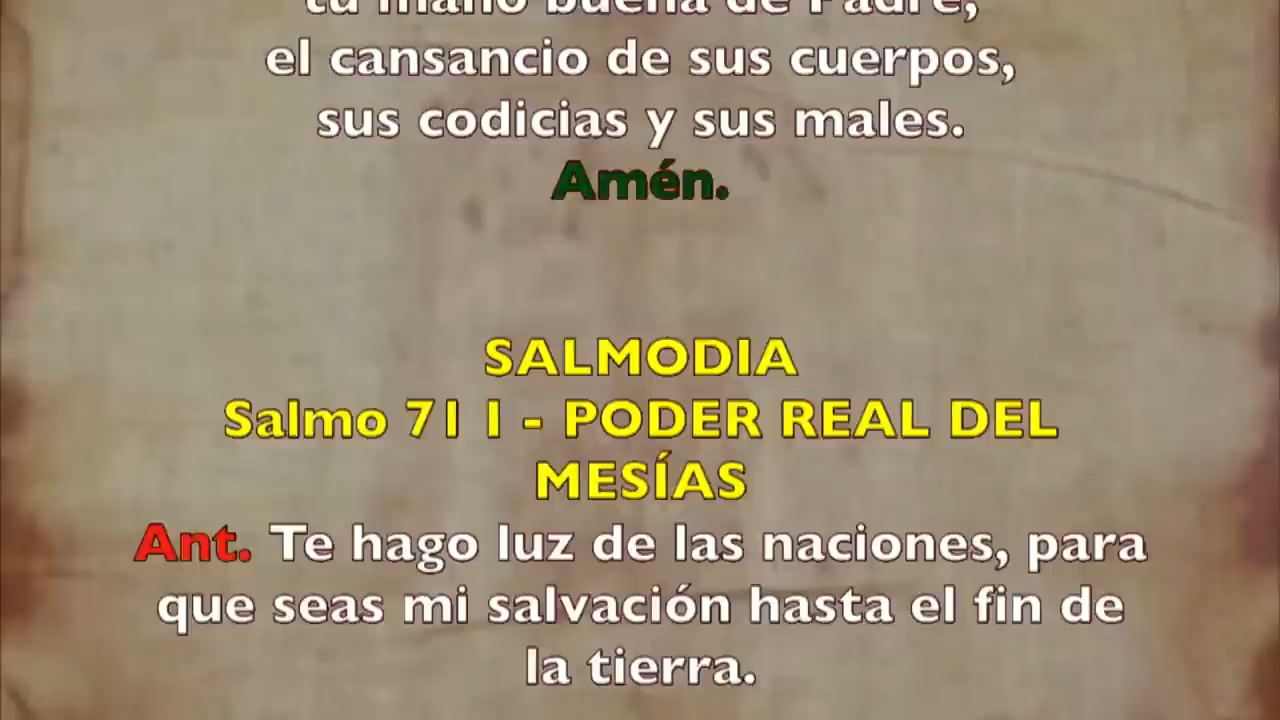 tu mano buena de Padre,
el cansancio de sus cuerpos,
sus codicias y sus males.
Amén.
SALMODIA
Salmo 71 I - PODER REAL DEL
MESÍAS
Ant. Te hago luz de las naciones, para
que seas mi salvación hasta el fin de
la tierra.